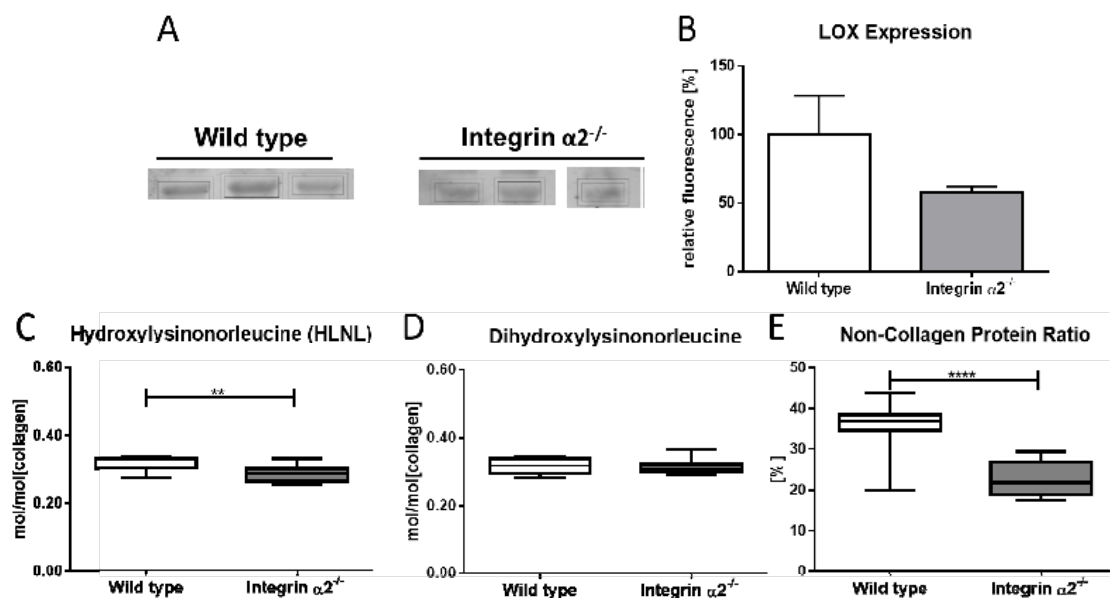 A
Wild type
Integrin α2⁻/⁻
B
LOX Expression
relative fluorescence [%]
150
100
50
0
Wild type
Integrin α2⁻/⁻
C
Hydroxylysinonorleucine (HLNL)
mol/mol[collagen]
0.60
0.40
0.20
0.00
**
Wild type
Integrin α2⁻/⁻
D
Dihydroxylysinonorleucine
mol/mol[collagen]
0.60
0.40
0.20
0.00
Wild type
Integrin α2⁻/⁻
E
Non-Collagen Protein Ratio
[%]
50
40
30
20
10
0
****
Wild type
Integrin α2⁻/⁻